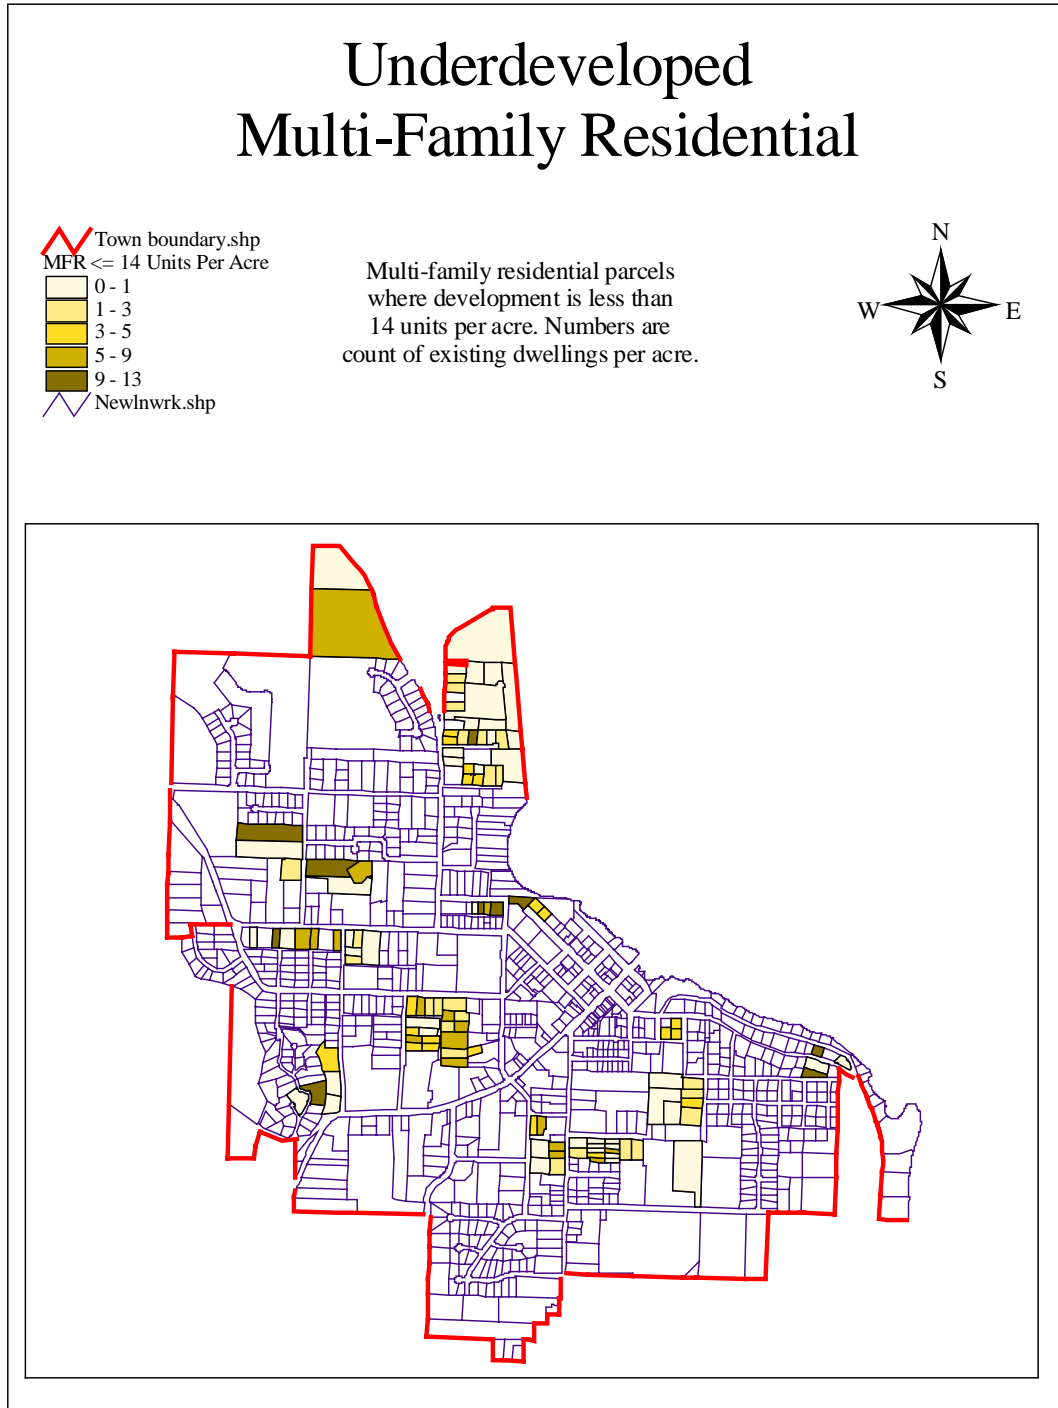 Underdeveloped
Multi-Family Residential
Town boundary.shp
MFR <= 14 Units Per Acre
0 - 1
1 - 3
3 - 5
5 - 9
9 - 13
Newlnwrk.shp
Multi-family residential parcels
where development is less than
14 units per acre. Numbers are
count of existing dwellings per acre.
N
W
E
S